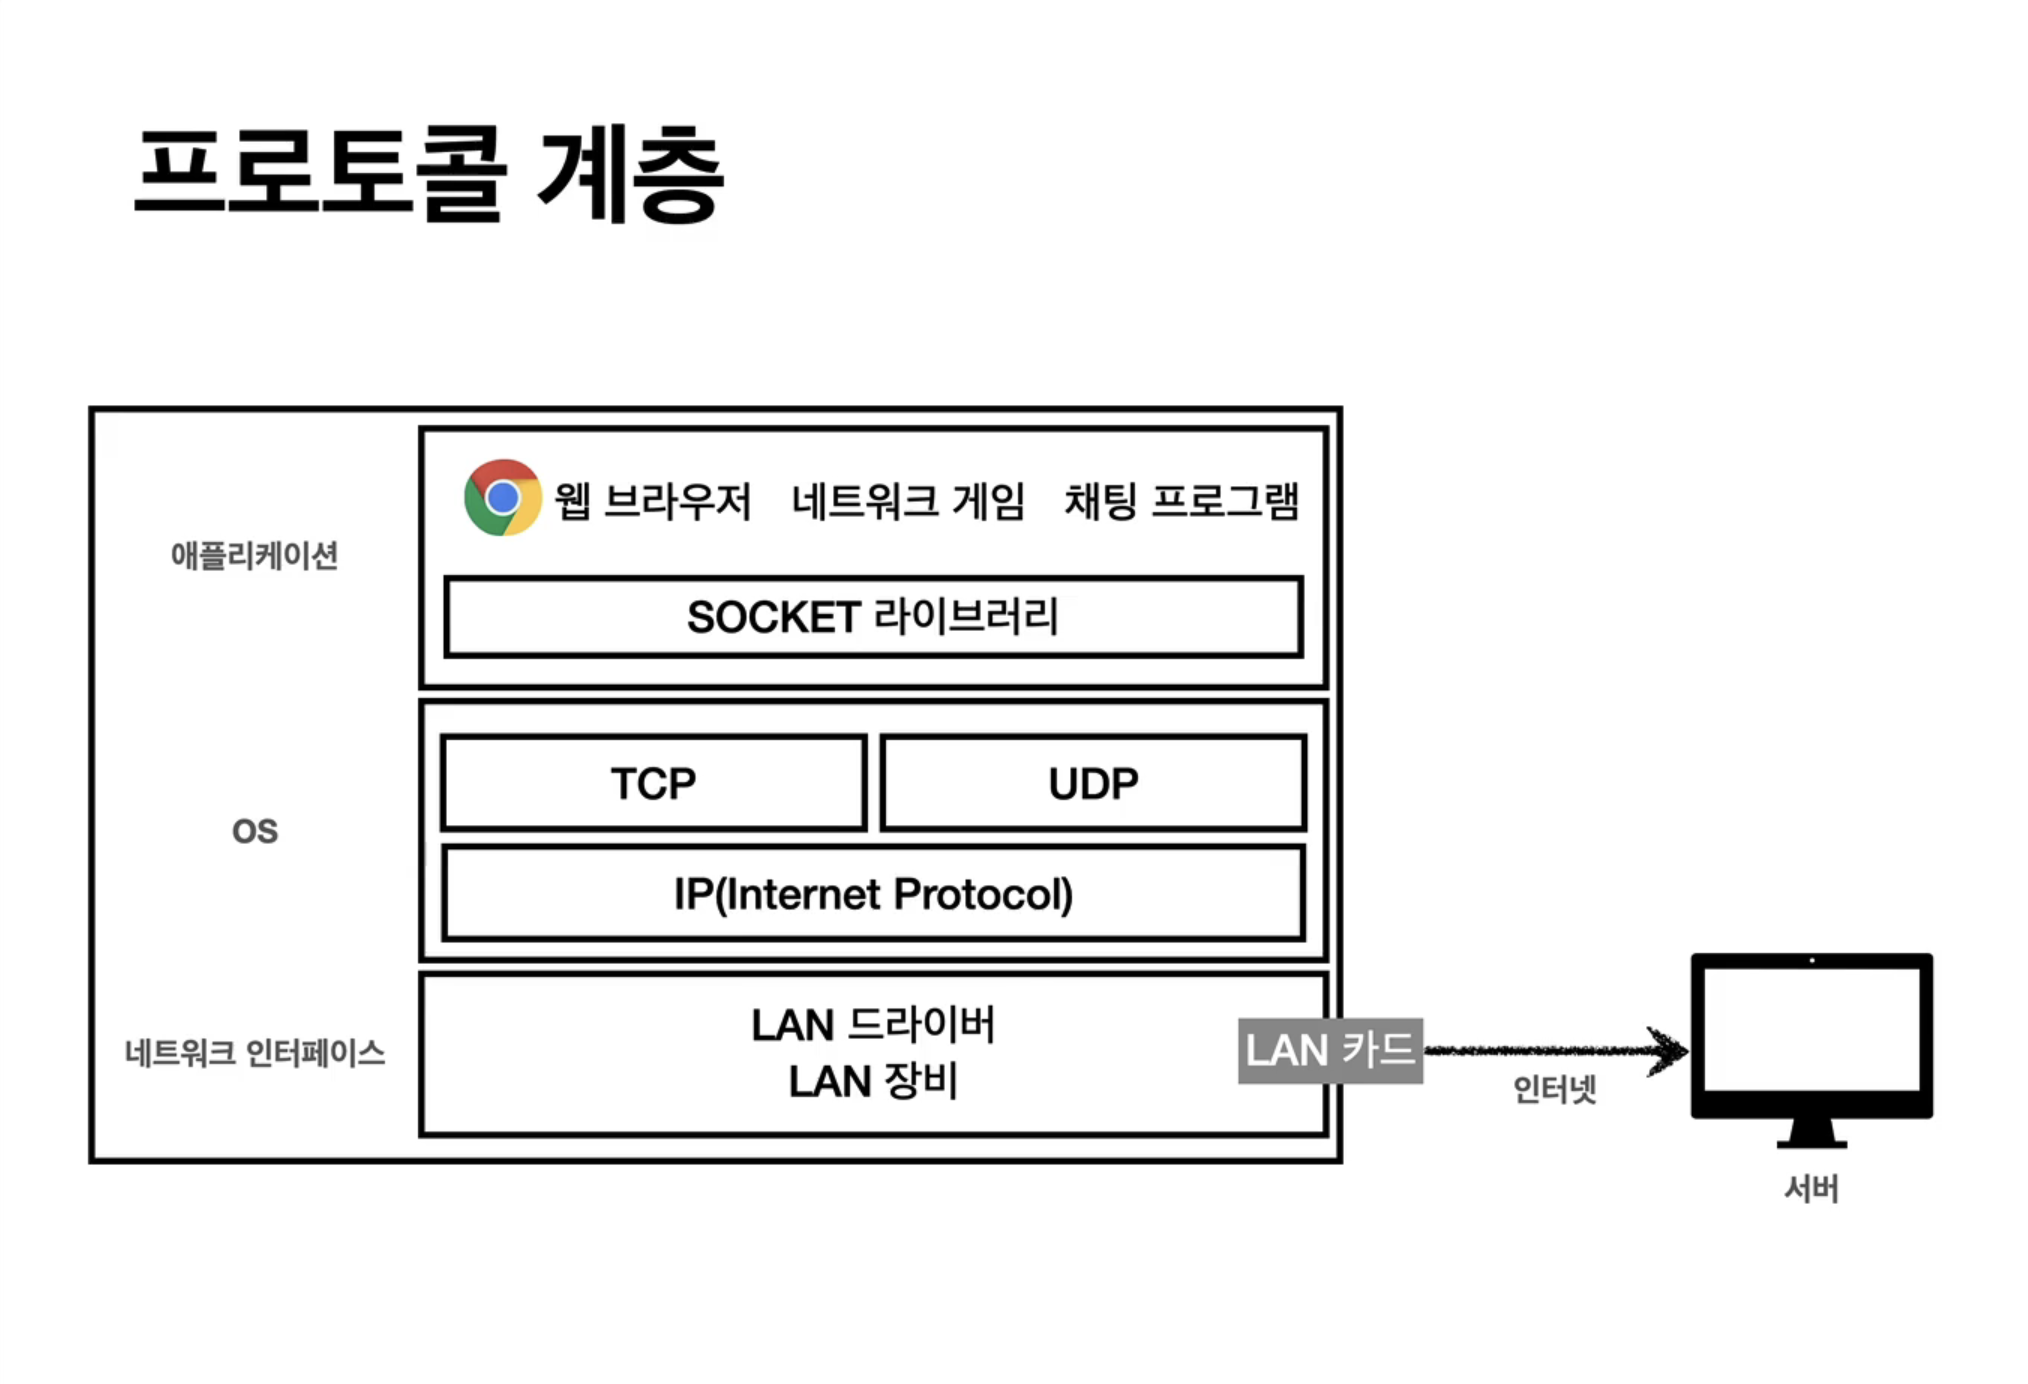 프로토콜 계층
애플리케이션
웹 브라우저 네트워크 게임 채팅 프로그램
SOCKET 라이브러리
OS
TCP
UDP
IP(Internet Protocol)
네트워크 인터페이스
LAN 드라이버
LAN 장비
LAN 카드
인터넷
서버